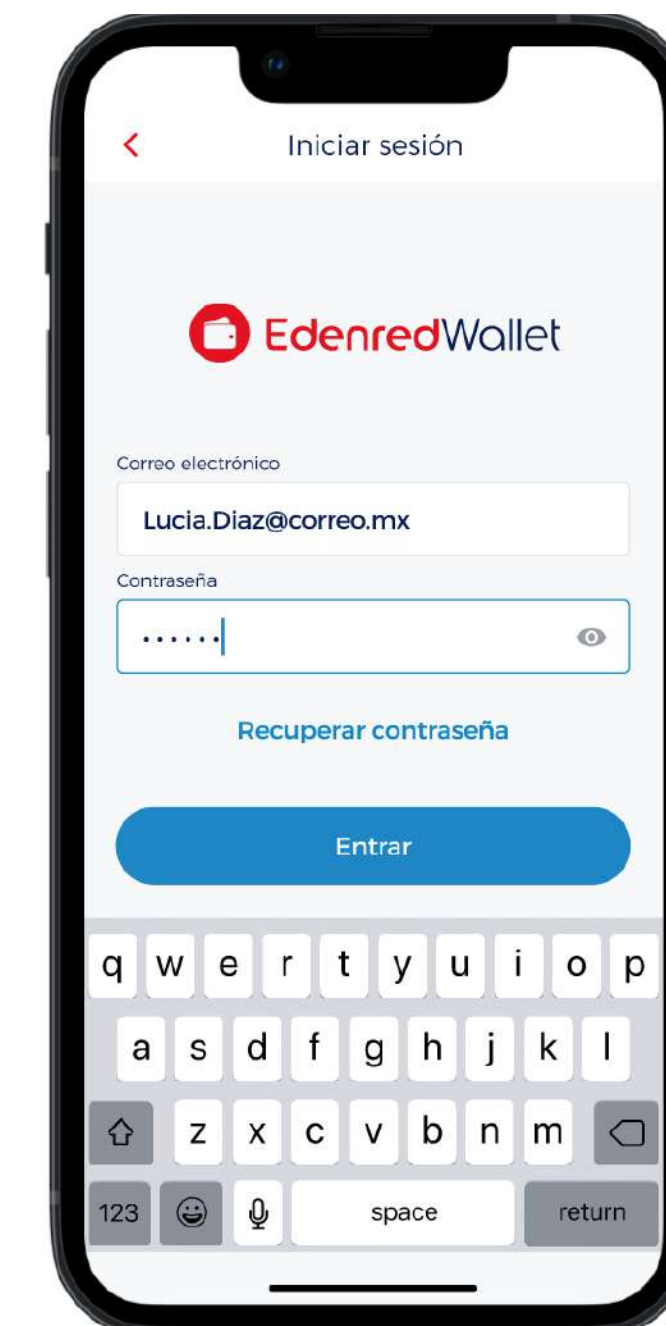 Iniciar sesión
EdenredWallet
Correo electrónico
Lucia.Diaz@correo.mx
Contraseña
••••••
Recuperar contraseña
Entrar
q w e r t y u i o p
a s d f g h j k l
z x c v b n m
123 space return